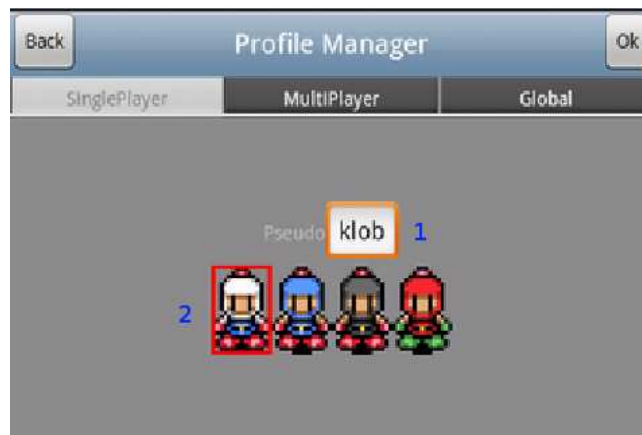 Back Profile Manager Ok
SinglePlayer MultiPlayer Global
Pseudo klob 1
2